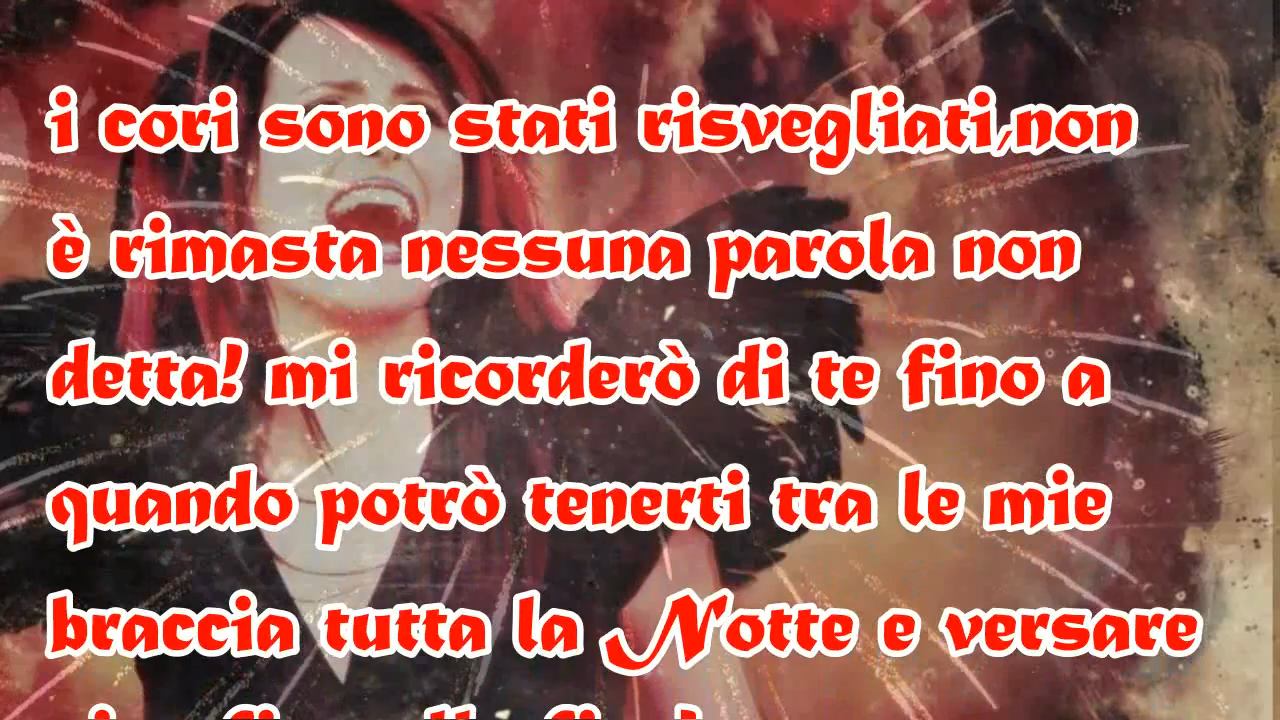 i cori sono stati risvegliati,non
è rimasta nessuna parola non
detta! mi ricorderò di te fino a
quando potrò tenerti tra le mie
braccia tutta la Notte e versare